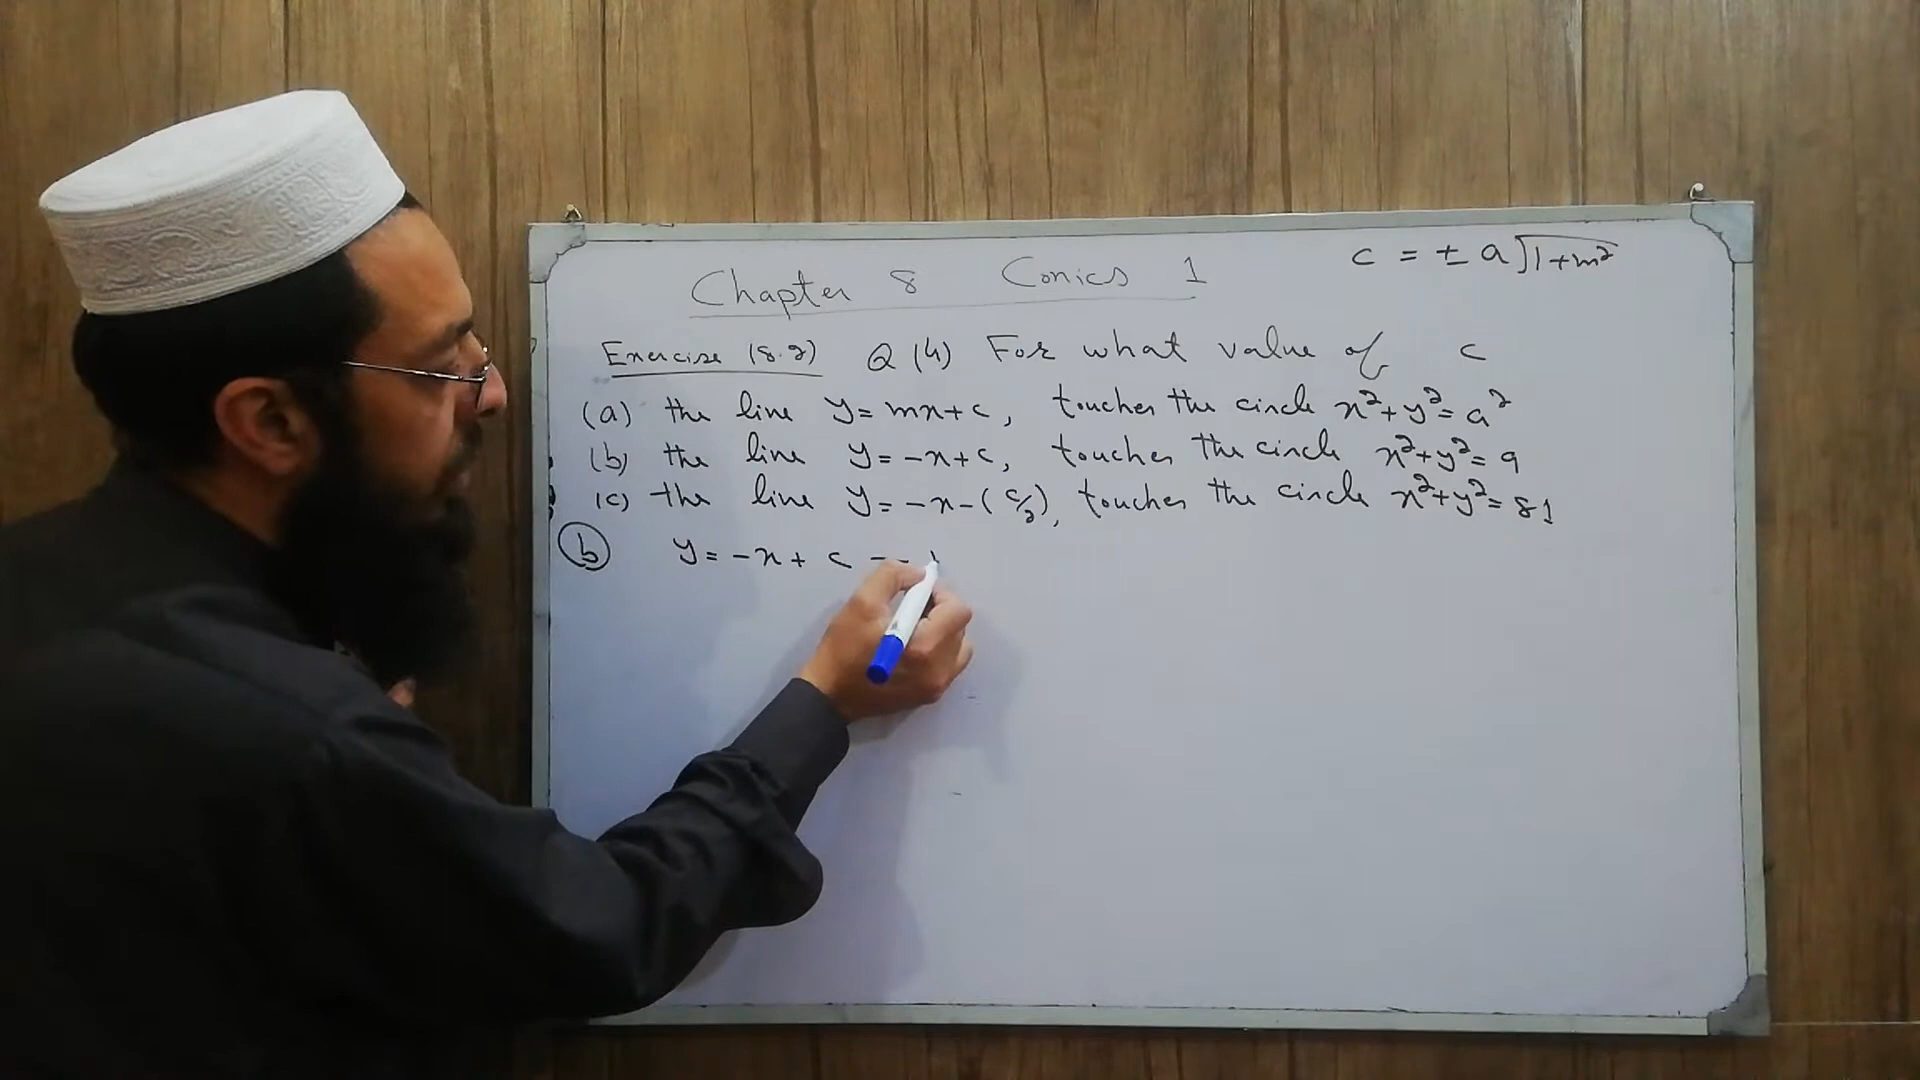 c = ± a√1+m²
Chapter 8 Conics 1
Exercise (8.2) Q (4) For what value of c
(a) the line y = mx+c, touches the circle x²+y²= a²
(b) the line y = -x+c, touches the circle x²+y²= 9
(c) the line y = -x-(c/2), touches the circle x²+y²= 81
(b) y = -x + c --